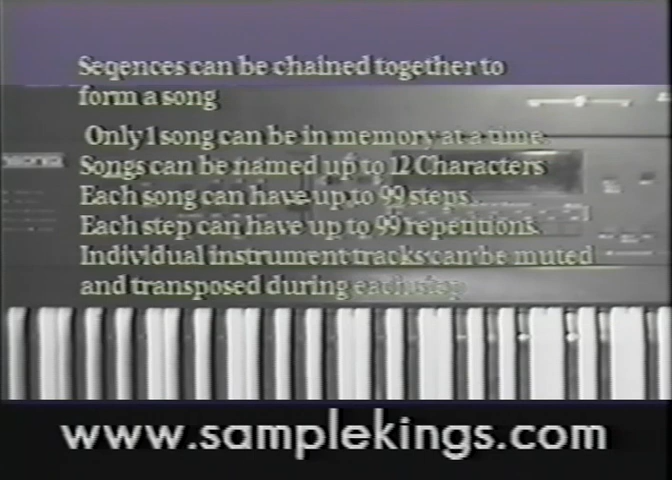 Seqences can be chained together to
form a song
Only 1 song can be in memory at a time.
Songs can be named up to 12 Characters
Each song can have up to 99 steps.
Each step can have up to 99 repetitions.
Individual instrument tracks can be muted
and transposed during each step
www.samplekings.com